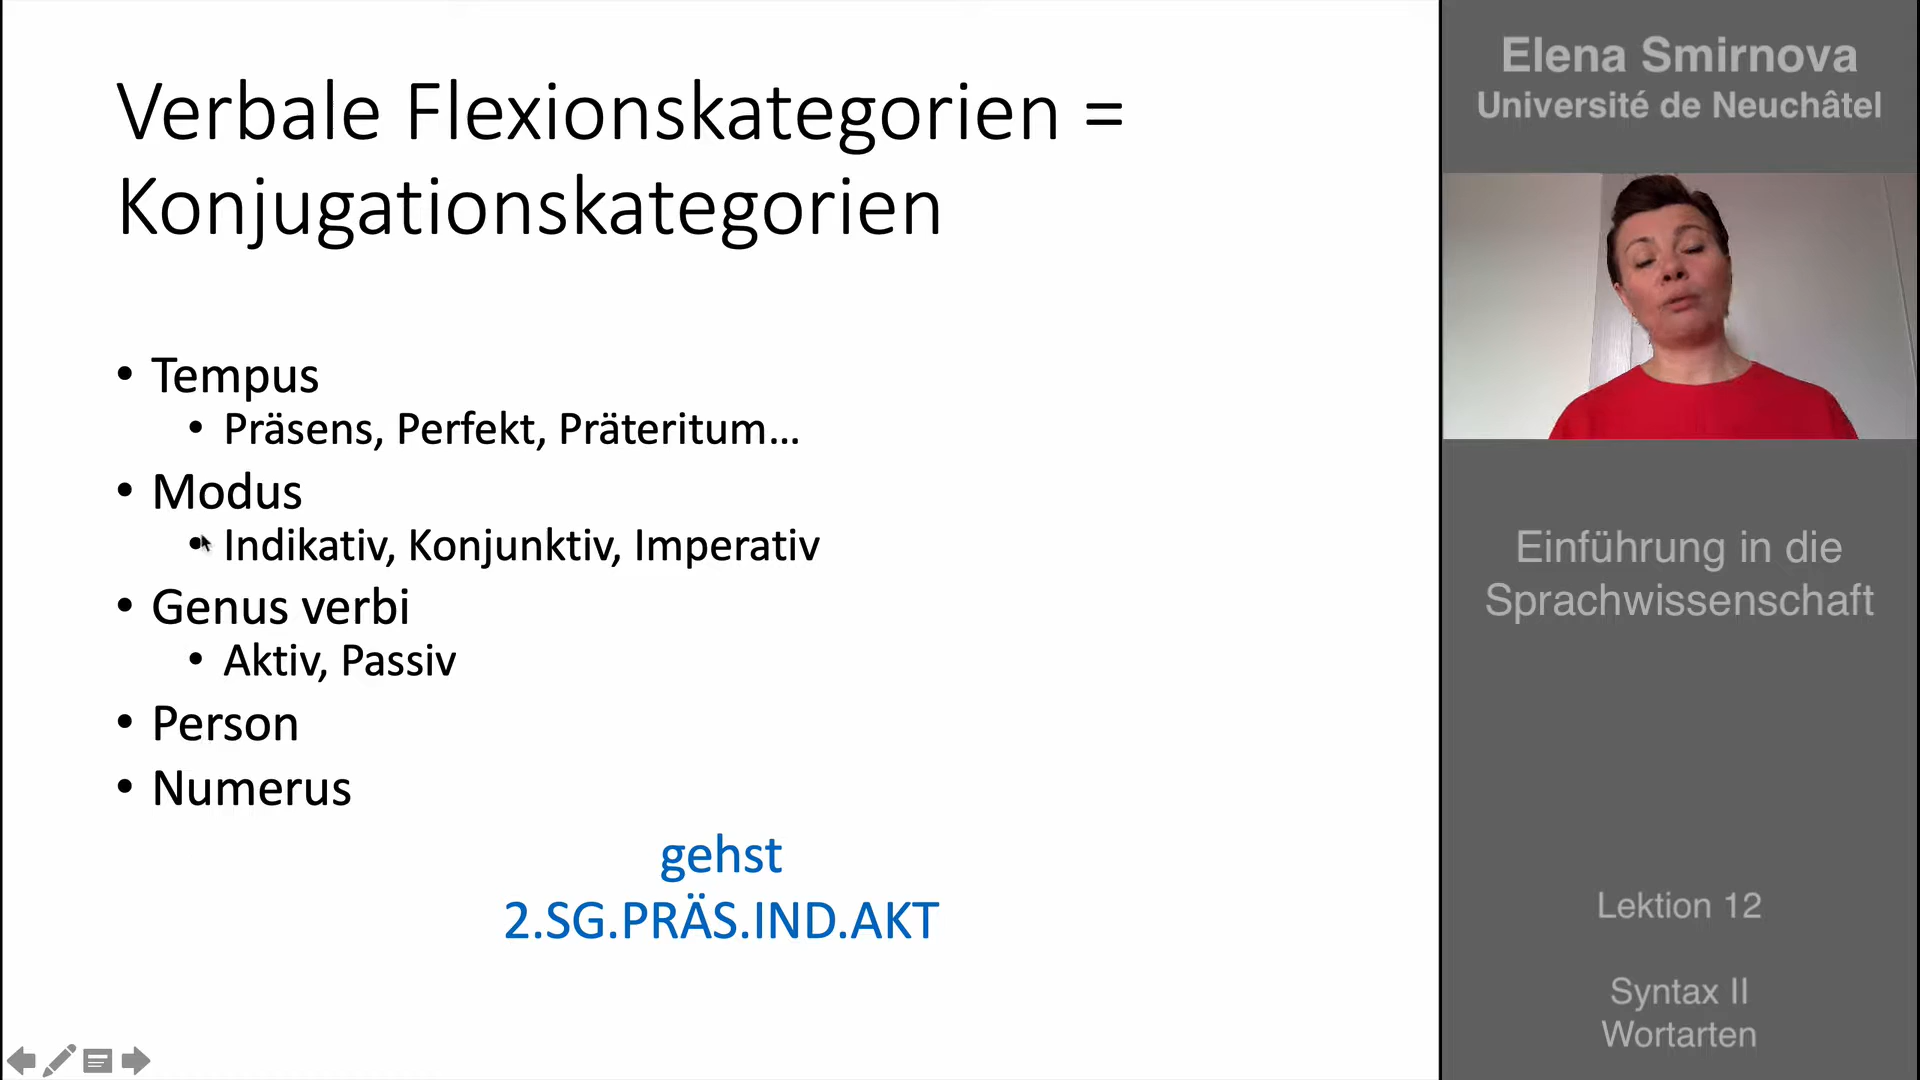 Verbale Flexionskategorien =
Konjugationskategorien
• Tempus
• Präsens, Perfekt, Präteritum...
• Modus
• Indikativ, Konjunktiv, Imperativ
• Genus verbi
• Aktiv, Passiv
• Person
• Numerus
gehst
2.SG.PRÄS.IND.AKT
Elena Smirnova
Université de Neuchâtel
Einführung in die
Sprachwissenschaft
Lektion 12
Syntax II
Wortarten